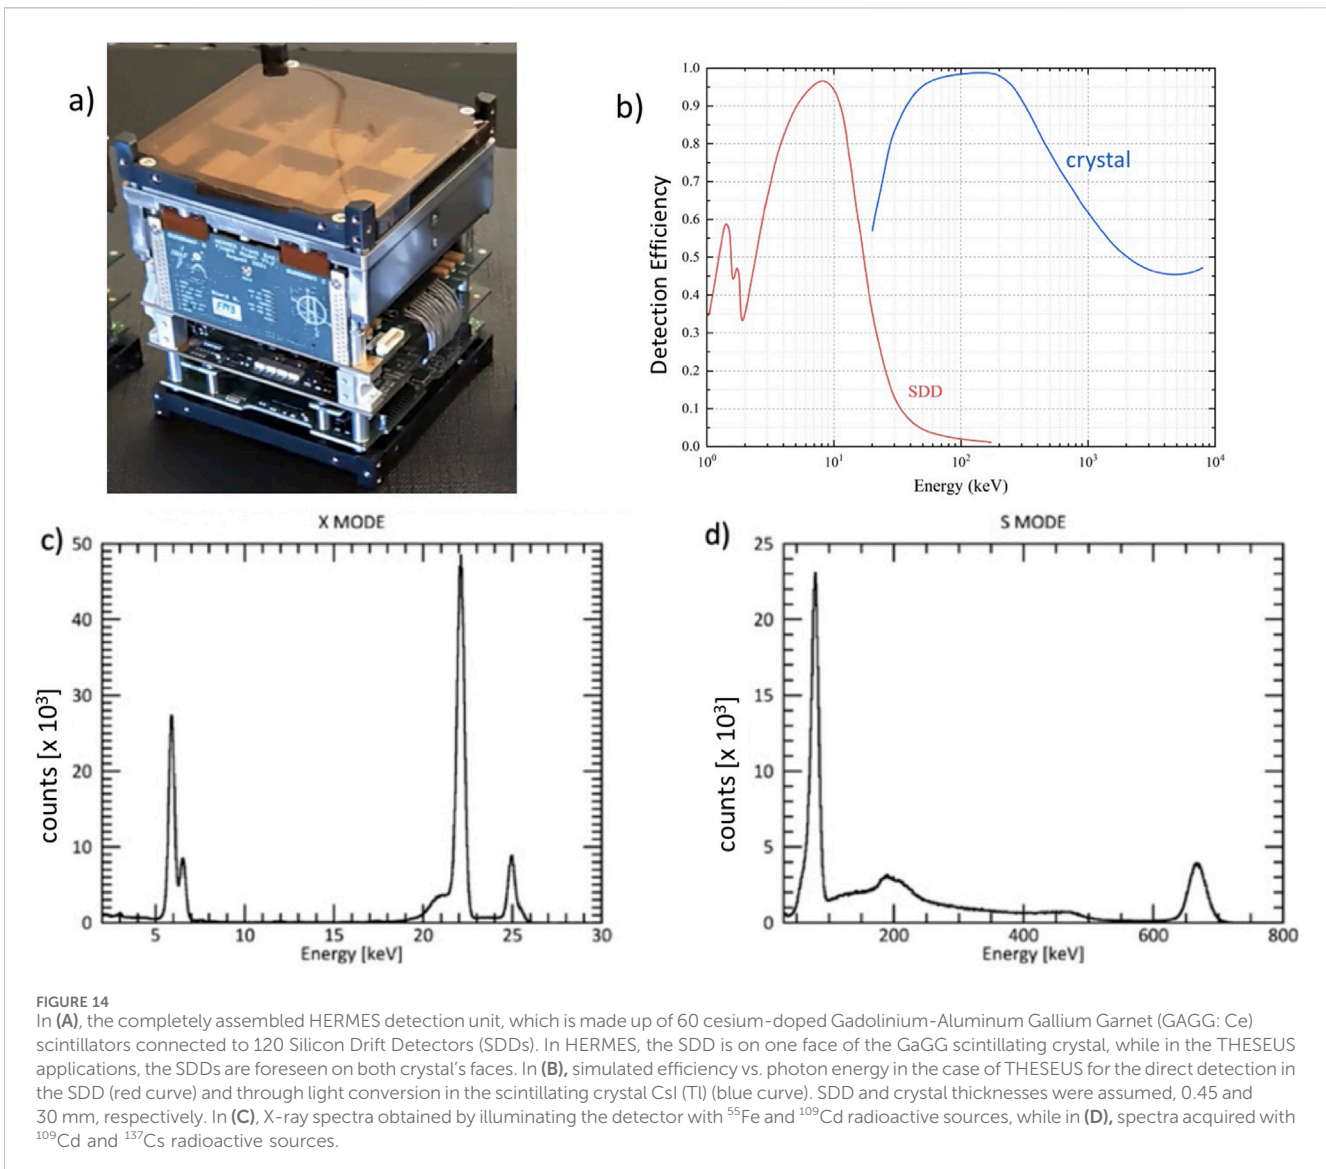 a)
HERMES Front End
FM3
b)
1.0
0.9
0.8
0.7
0.6
0.5
0.4
0.3
0.2
0.1
0.0
Detection Efficiency
crystal
SDD
10⁰ 10¹ 10² 10³ 10⁴
Energy (keV)
c)
X MODE
50
40
30
20
10
0
counts [x 10³]
5 10 15 20 25 30
Energy [keV]
d)
S MODE
25
20
15
10
5
0
counts [x 10³]
200 400 600 800
Energy [keV]
FIGURE 14
In (A), the completely assembled HERMES detection unit, which is made up of 60 cesium-doped Gadolinium-Aluminum Gallium Garnet (GAGG: Ce)
scintillators connected to 120 Silicon Drift Detectors (SDDs). In HERMES, the SDD is on one face of the GaGG scintillating crystal, while in the THESEUS
applications, the SDDs are foreseen on both crystal's faces. In (B), simulated efficiency vs. photon energy in the case of THESEUS for the direct detection in
the SDD (red curve) and through light conversion in the scintillating crystal CsI (Tl) (blue curve). SDD and crystal thicknesses were assumed, 0.45 and
30 mm, respectively. In (C), X-ray spectra obtained by illuminating the detector with ⁵⁵Fe and ¹⁰⁹Cd radioactive sources, while in (D), spectra acquired with
¹⁰⁹Cd and ¹³⁷Cs radioactive sources.